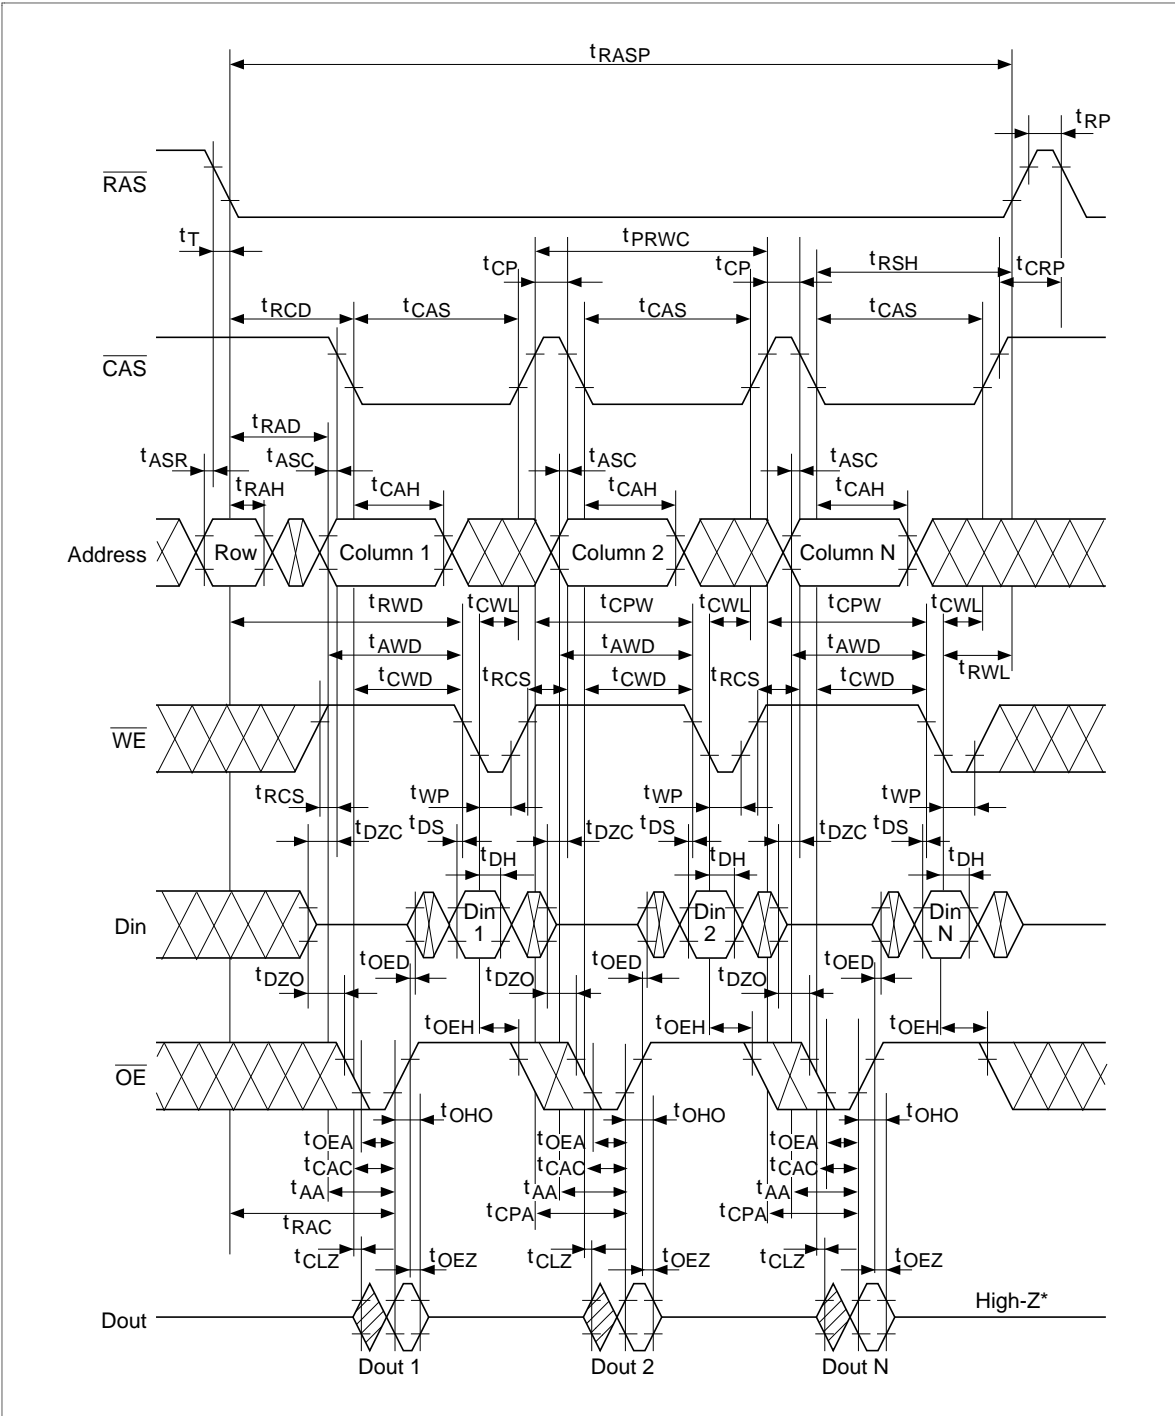 tRASP
tRP
RAS
tT
tPRWC
tCP
tCP
tRSH
tCRP
tRCD
tCAS
tCAS
tCAS
CAS
tRAD
tASR
tASC
tASC
tASC
tRAH
tCAH
tCAH
tCAH
Address
Row
Column 1
Column 2
Column N
tRWD
tCWL
tCPW
tCWL
tCPW
tCWL
tAWD
tAWD
tAWD
tRWL
tCWD
tRCS
tCWD
tRCS
tCWD
WE
tRCS
tWP
tWP
tWP
tDZC
tDS
tDZC
tDS
tDZC
tDS
tDH
tDH
tDH
Din
Din 1
Din 2
Din N
tDZO
tOED
tDZO
tOED
tDZO
tOED
tOEH
tOEH
tOEH
OE
tOHO
tOHO
tOHO
tOEA
tOEA
tOEA
tCAC
tCAC
tCAC
tAA
tAA
tAA
tRAC
tCPA
tCPA
tCLZ
tOEZ
tCLZ
tOEZ
tCLZ
tOEZ
High-Z*
Dout
Dout 1
Dout 2
Dout N